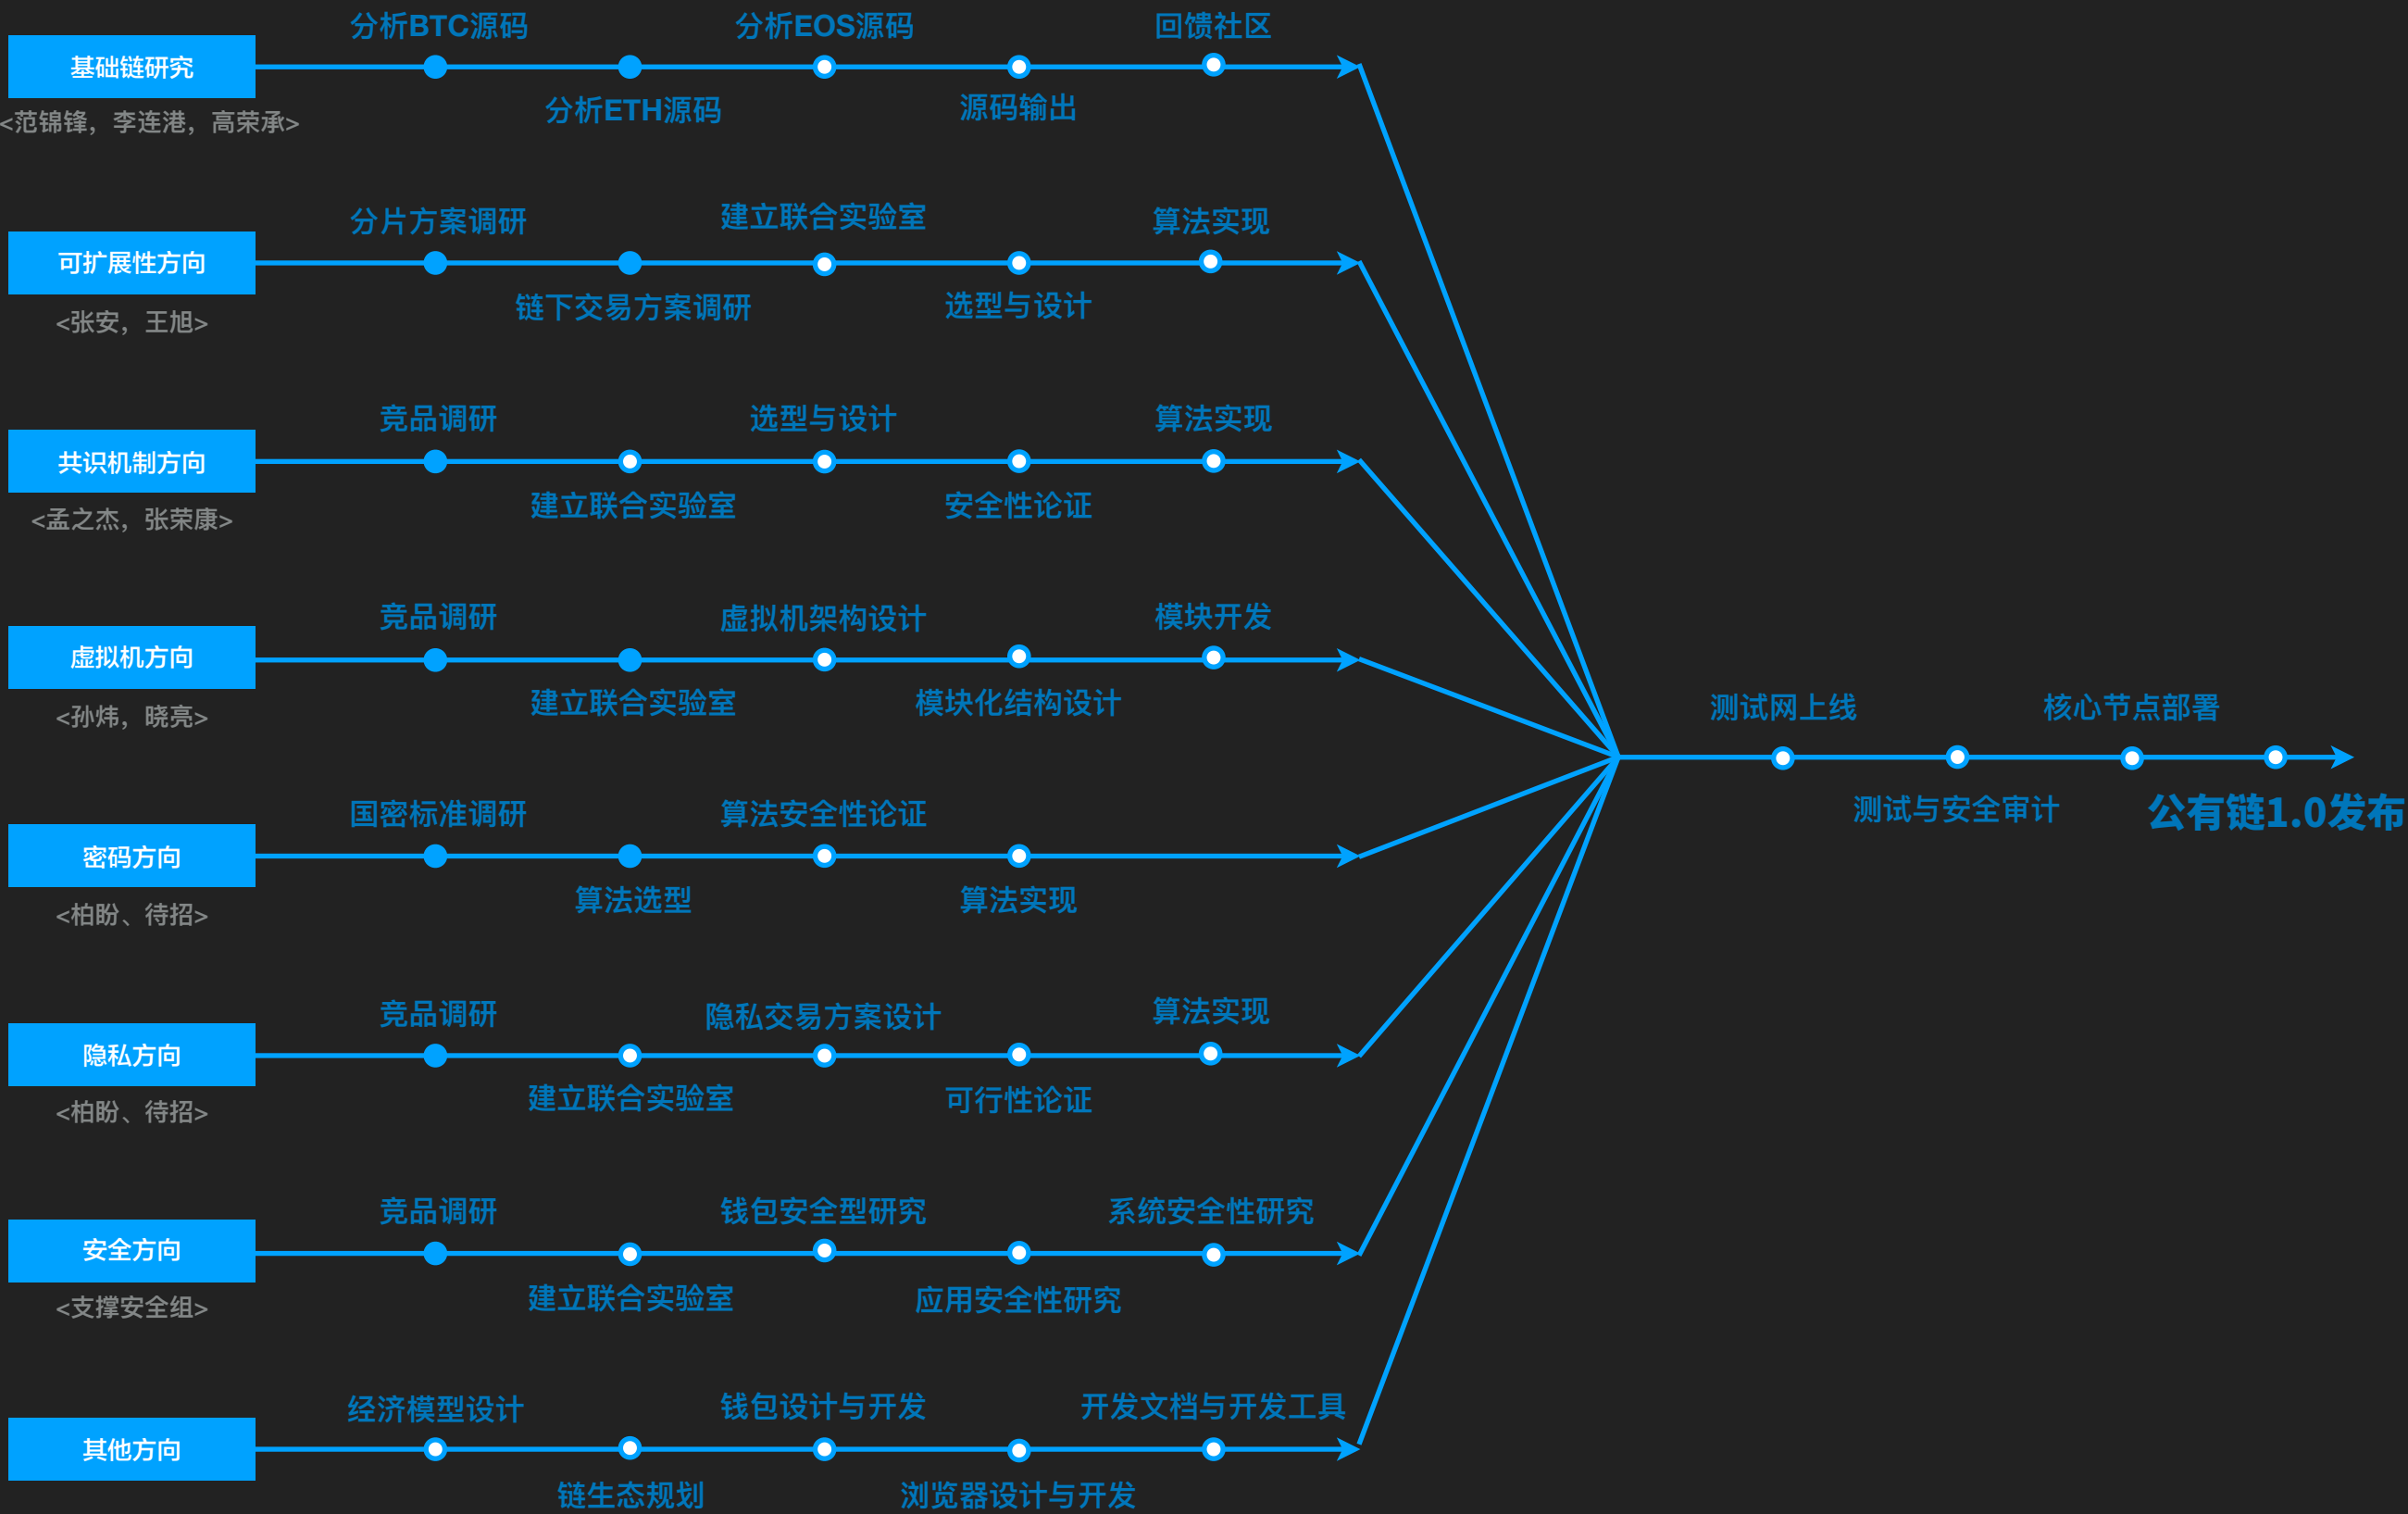 分析BTC源码
分析EOS源码
回馈社区
基础链研究
<范锦锋，李连港，高荣承>
分析ETH源码
源码输出
分片方案调研
建立联合实验室
算法实现
可扩展性方向
<张安，王旭>
链下交易方案调研
选型与设计
竞品调研
选型与设计
算法实现
共识机制方向
<孟之杰，张荣康>
建立联合实验室
安全性论证
竞品调研
虚拟机架构设计
模块开发
虚拟机方向
<孙炜，晓亮>
建立联合实验室
模块化结构设计
测试网上线
核心节点部署
测试与安全审计
公有链1.0发布
国密标准调研
算法安全性论证
密码方向
<柏盼、待招>
算法选型
算法实现
竞品调研
隐私交易方案设计
算法实现
隐私方向
<柏盼、待招>
建立联合实验室
可行性论证
竞品调研
钱包安全型研究
系统安全性研究
安全方向
<支撑安全组>
建立联合实验室
应用安全性研究
经济模型设计
钱包设计与开发
开发文档与开发工具
其他方向
链生态规划
浏览器设计与开发